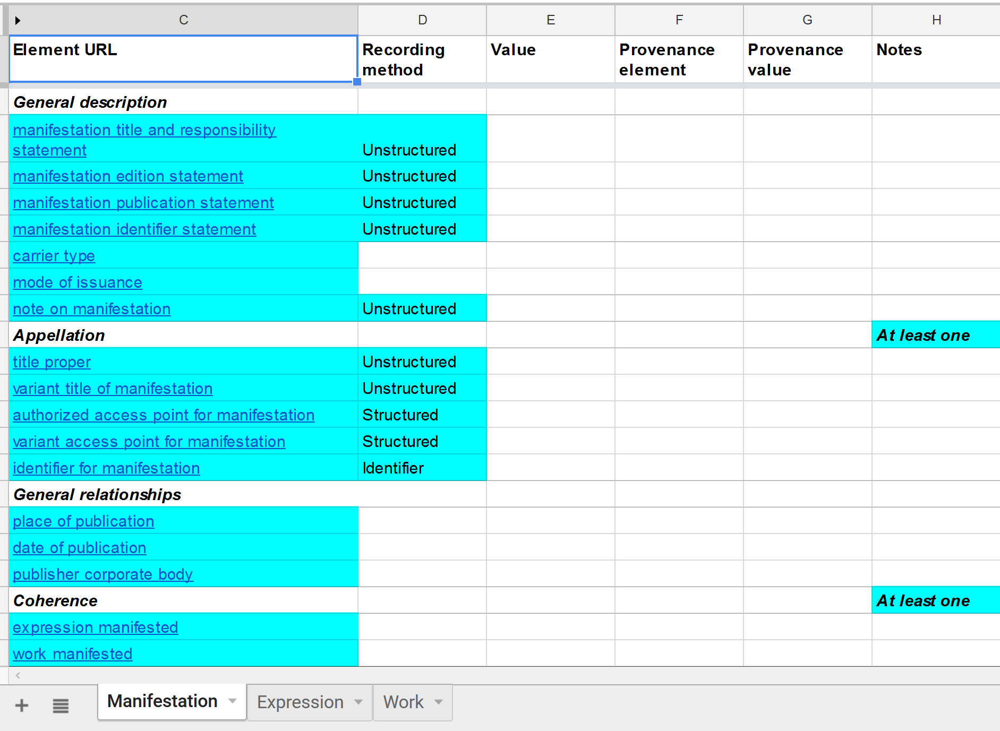 C D E F G H
Element URL Recording method Value Provenance element Provenance value Notes
General description
manifestation title and responsibility
statement Unstructured
manifestation edition statement Unstructured
manifestation publication statement Unstructured
manifestation identifier statement Unstructured
carrier type
mode of issuance
note on manifestation Unstructured
Appellation At least one
title proper Unstructured
variant title of manifestation Unstructured
authorized access point for manifestation Structured
variant access point for manifestation Structured
identifier for manifestation Identifier
General relationships
place of publication
date of publication
publisher corporate body
Coherence At least one
expression manifested
work manifested
Manifestation Expression Work